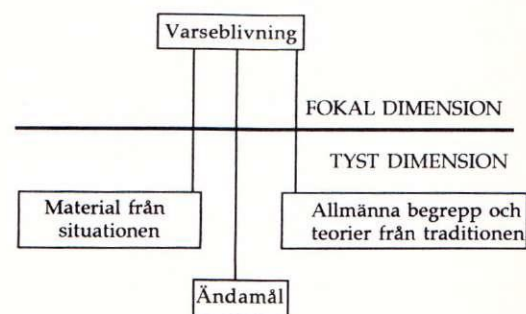 Varseblivning
FOKAL DIMENSION
TYST DIMENSION
Material från
situationen
Allmänna begrepp och
teorier från traditionen
Ändamål